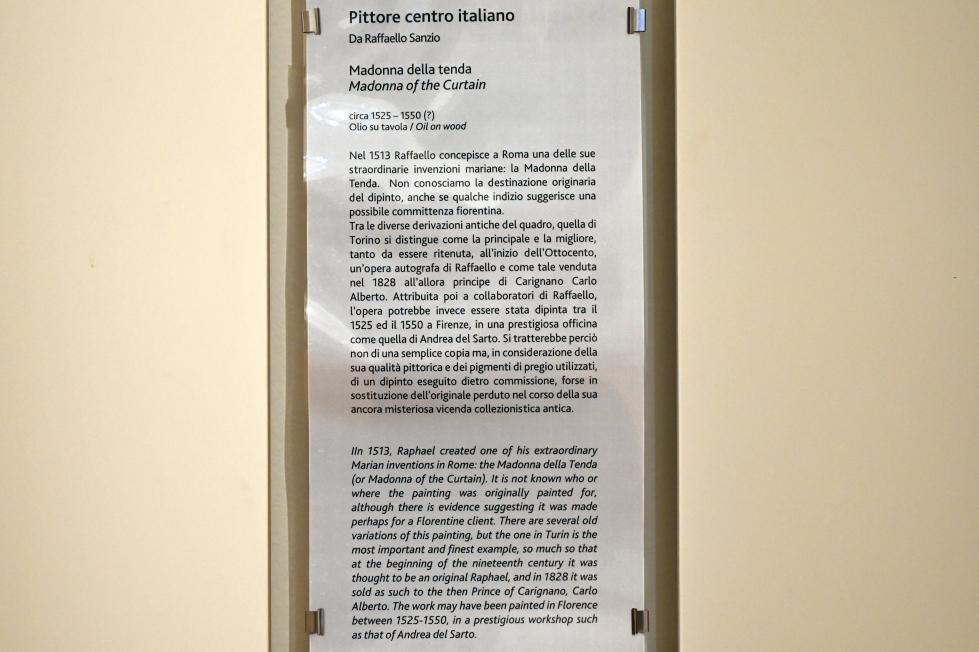 Pittore centro italiano
Da Raffaello Sanzio
Madonna della tenda
Madonna of the Curtain
circa 1525 – 1550 (?)
Olio su tavola / Oil on wood
Nel 1513 Raffaello concepisce a Roma una delle sue
straordinarie invenzioni mariane: la Madonna della
Tenda. Non conosciamo la destinazione originaria
del dipinto, anche se qualche indizio suggerisce una
possibile committenza fiorentina.
Tra le diverse derivazioni antiche del quadro, quella di
Torino si distingue come la principale e la migliore,
tanto da essere ritenuta, all'inizio dell'Ottocento,
un'opera autografa di Raffaello e come tale venduta
nel 1828 all'allora principe di Carignano Carlo
Alberto. Attribuita poi a collaboratori di Raffaello,
l'opera potrebbe invece essere stata dipinta tra il
1525 ed il 1550 a Firenze, in una prestigiosa officina
come quella di Andrea del Sarto. Si tratterebbe perciò
non di una semplice copia ma, in considerazione della
sua qualità pittorica e dei pigmenti di pregio utilizzati,
di un dipinto eseguito dietro commissione, forse in
sostituzione dell'originale perduto nel corso della sua
ancora misteriosa vicenda collezionistica antica.
IIn 1513, Raphael created one of his extraordinary
Marian inventions in Rome: the Madonna della Tenda
(or Madonna of the Curtain). It is not known who or
where the painting was originally painted for,
although there is evidence suggesting it was made
perhaps for a Florentine client. There are several old
variations of this painting, but the one in Turin is the
most important and finest example, so much so that
at the beginning of the nineteenth century it was
thought to be an original Raphael, and in 1828 it was
sold as such to the then Prince of Carignano, Carlo
Alberto. The work may have been painted in Florence
between 1525-1550, in a prestigious workshop such
as that of Andrea del Sarto.